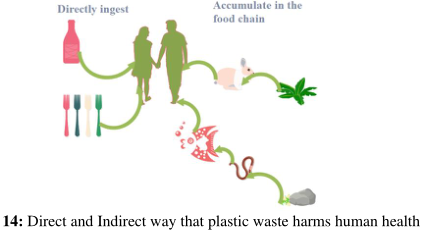 Directly ingest
Accumulate in the
food chain
14: Direct and Indirect way that plastic waste harms human health